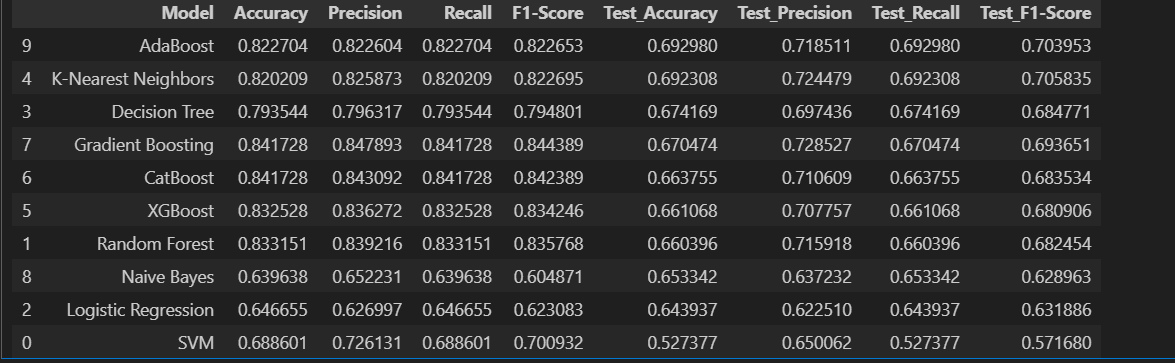 Model Accuracy Precision Recall F1-Score Test_Accuracy Test_Precision Test_Recall Test_F1-Score
9 AdaBoost 0.822704 0.822604 0.822704 0.822653 0.692980 0.718511 0.692980 0.703953
4 K-Nearest Neighbors 0.820209 0.825873 0.820209 0.822695 0.692308 0.724479 0.692308 0.705835
3 Decision Tree 0.793544 0.796317 0.793544 0.794801 0.674169 0.697436 0.674169 0.684771
7 Gradient Boosting 0.841728 0.847893 0.841728 0.844389 0.670474 0.728527 0.670474 0.693651
6 CatBoost 0.841728 0.843092 0.841728 0.842389 0.663755 0.710609 0.663755 0.683534
5 XGBoost 0.832528 0.836272 0.832528 0.834246 0.661068 0.707757 0.661068 0.680906
1 Random Forest 0.833151 0.839216 0.833151 0.835768 0.660396 0.715918 0.660396 0.682454
8 Naive Bayes 0.639638 0.652231 0.639638 0.604871 0.653342 0.637232 0.653342 0.628963
2 Logistic Regression 0.646655 0.626997 0.646655 0.623083 0.643937 0.622510 0.643937 0.631886
0 SVM 0.688601 0.726131 0.688601 0.700932 0.527377 0.650062 0.527377 0.571680